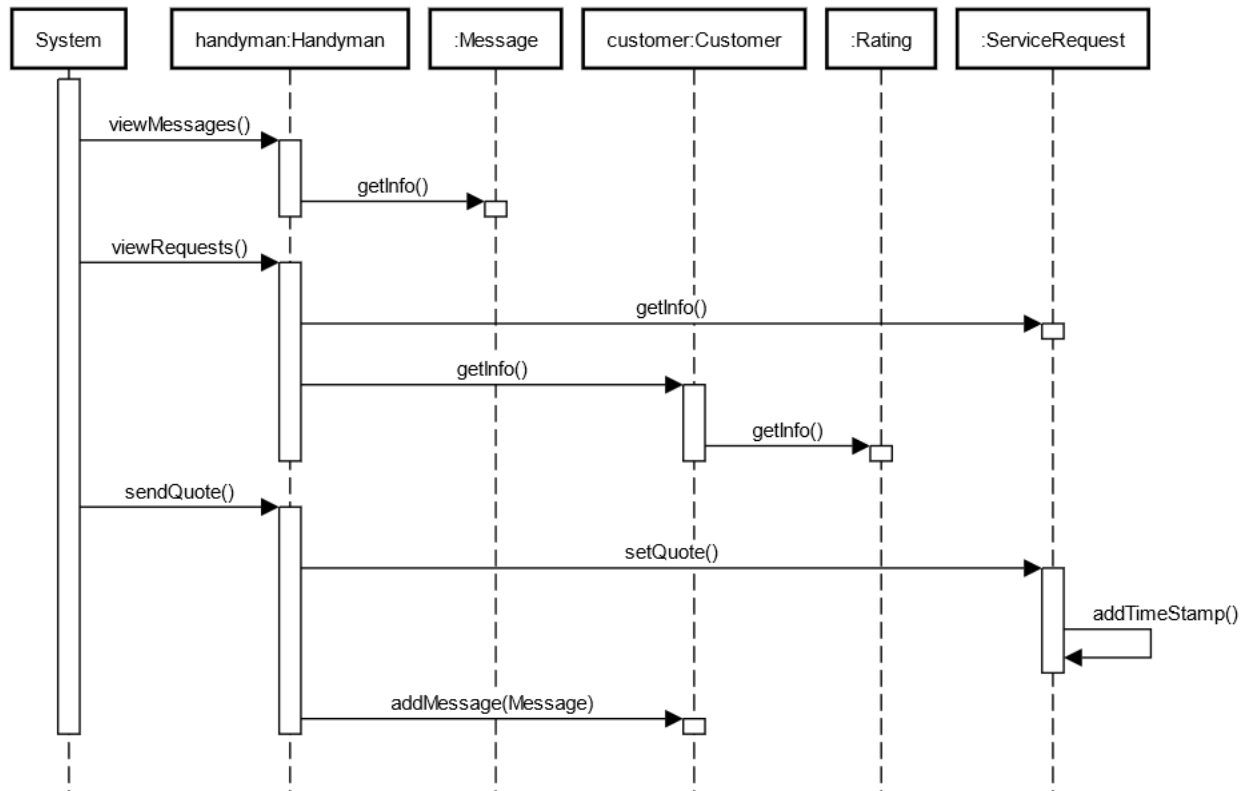 System
handyman:Handyman
:Message
customer:Customer
:Rating
:ServiceRequest
viewMessages()
getInfo()
viewRequests()
getInfo()
getInfo()
getInfo()
sendQuote()
setQuote()
addTimeStamp()
addMessage(Message)